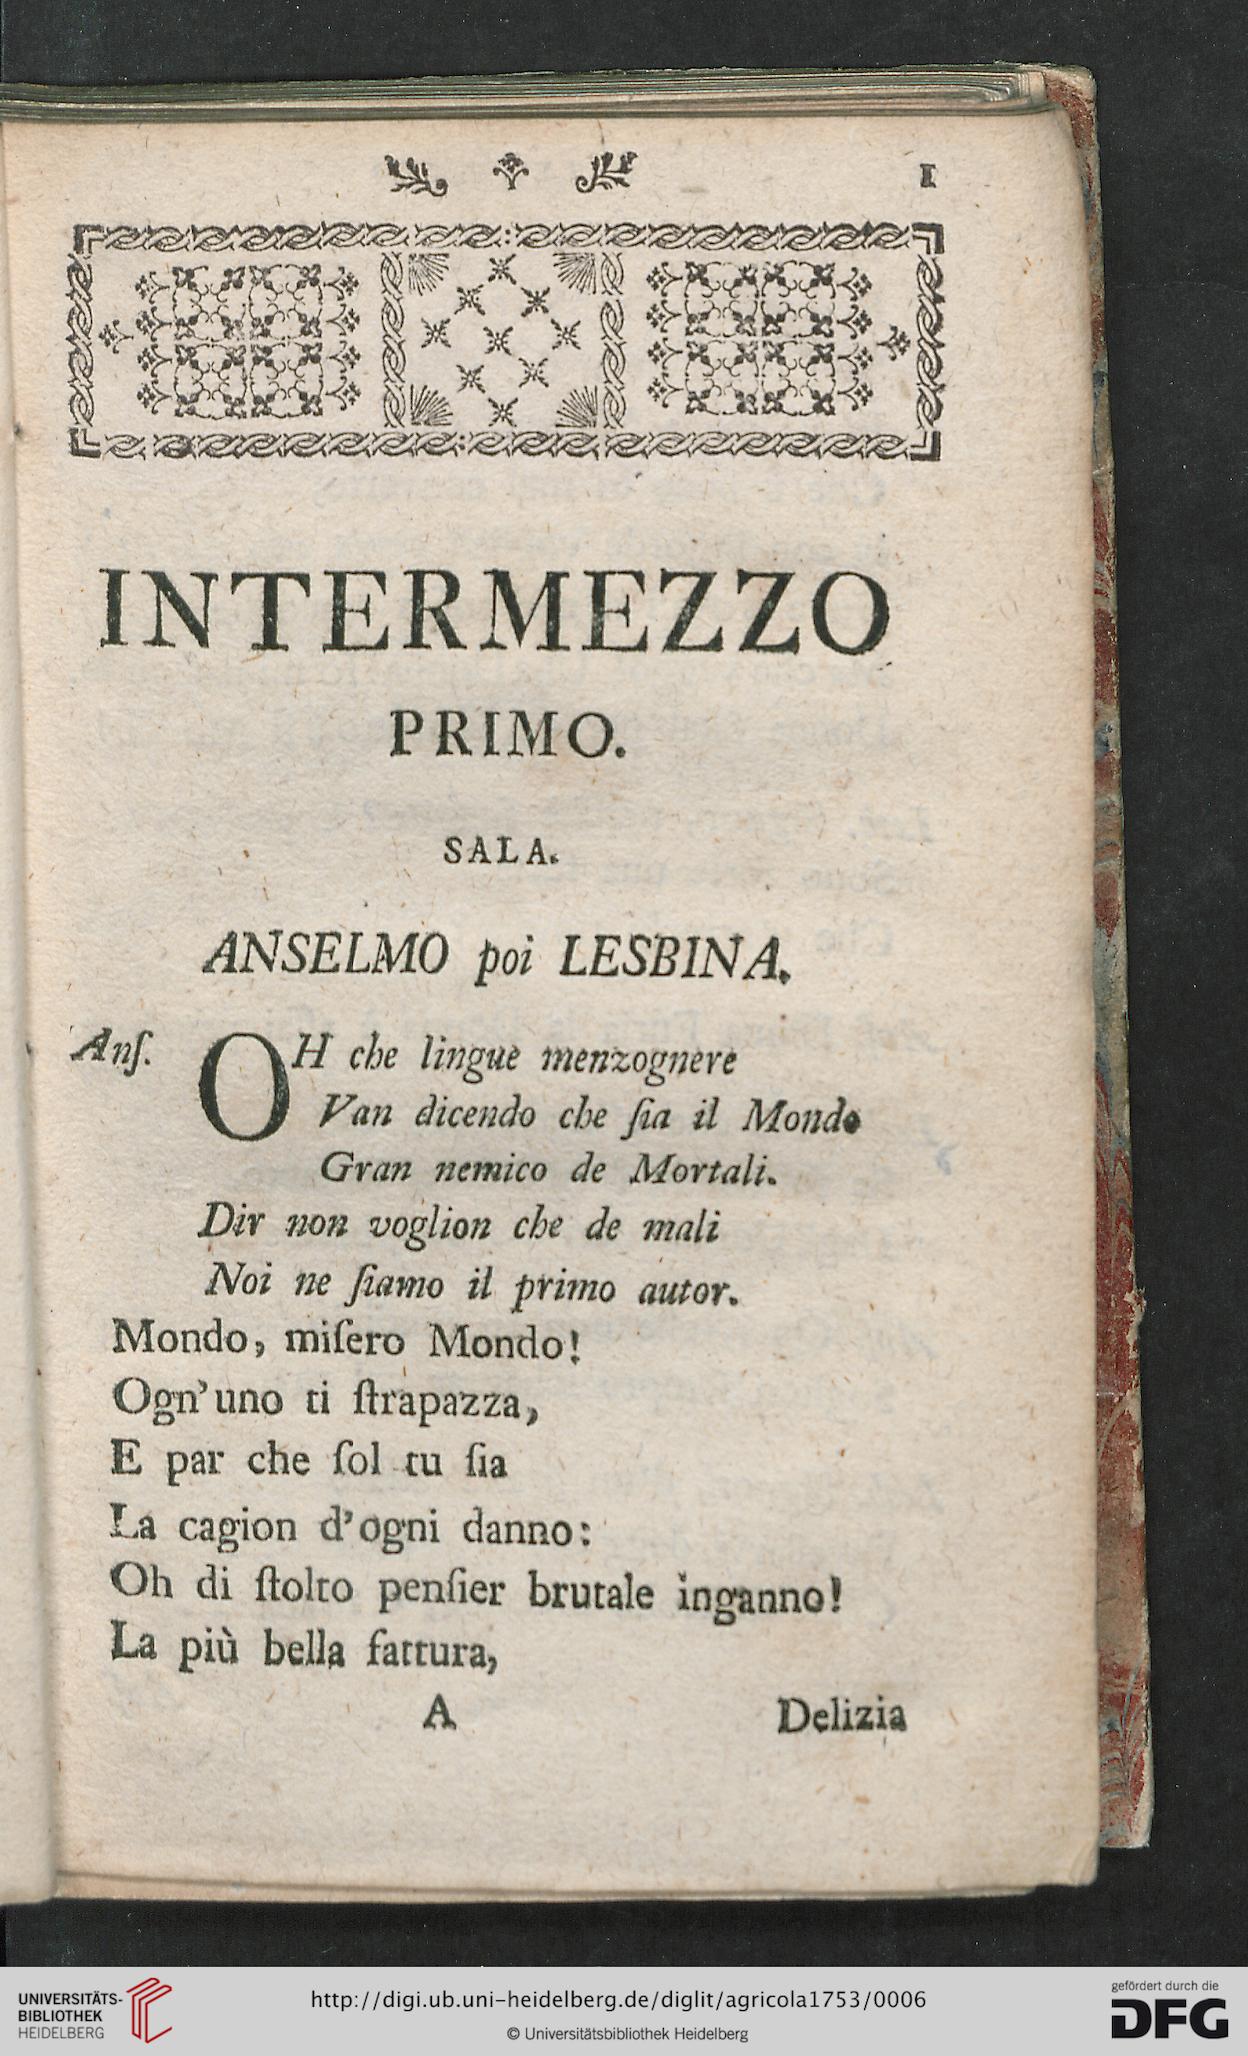 I
INTERMEZZO
PRIMO.
SALA.
ANSELMO poi LESBINA.
Anſ. OH che lingue menzognere
Van dicendo che ſia il Mondo
Gran nemico de Mortali.
Dir non voglion che de mali
Noi ne ſiamo il primo autor.
Mondo, miſero Mondo!
Ogn'uno ti ſtrapazza,
E par che ſol tu ſia
La cagion d'ogni danno:
Oh di ſtolto penſier brutale inganno!
La più bella fattura,
A Delizia
UNIVERSITÄTS-
BIBLIOTHEK
HEIDELBERG
http://digi.ub.uni-heidelberg.de/diglit/agricola1753/0006
© Universitätsbibliothek Heidelberg
gefördert durch die
DFG